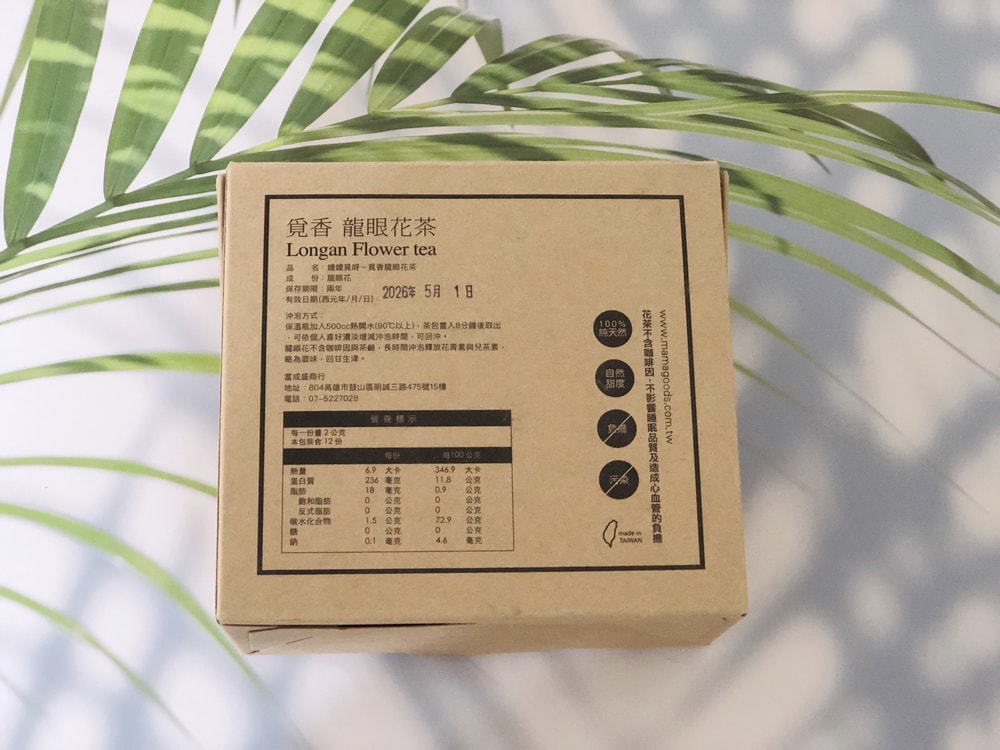 覓香 龍眼花茶
Longan Flower tea
品　名：嬤嬤覓呀－覓香龍眼花茶
成　份：龍眼花
保存期限：兩年
有效日期(西元年/月/日)： 2026年 5月 1日
沖泡方式：
保溫瓶加入500cc熱開水(90℃以上)，茶包置入8分鐘後取出
，可依個人喜好濃淡增減沖泡時間，可回沖。
龍眼花不含咖啡因與茶鹼，長時間沖泡釋放花青素與兒茶素，
略為澀味，回甘生津。
富成盛商行
地址：804高雄市鼓山區明誠三路475號15樓
電話：07-5227028
營養標示
每一份量 2 公克
本包裝含 12 份
每份 每100公克
熱量 6.9 大卡 346.9 大卡
蛋白質 236 毫克 11.8 公克
脂肪 18 毫克 0.9 公克
飽和脂肪 0 公克 0 公克
反式脂肪 0 公克 0 公克
碳水化合物 1.5 公克 72.9 公克
糖 0 公克 0 公克
鈉 0.1 毫克 4.6 毫克
100%
純天然
自然
甜度
負擔
污染
made in
TAIWAN
www.mamagoods.com.tw
花茶不含咖啡因，不影響睡眠品質及造成心血管的負擔